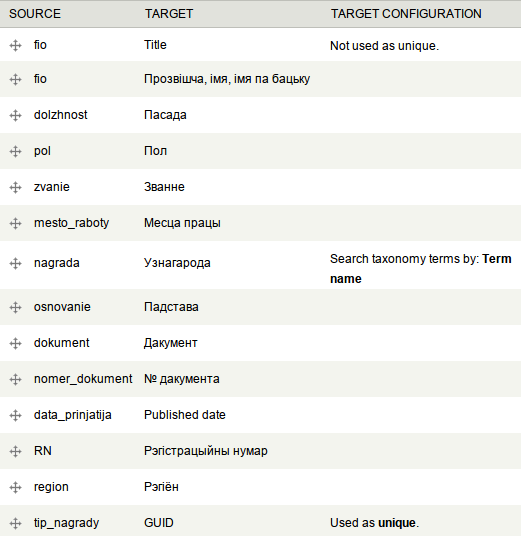 SOURCE TARGET TARGET CONFIGURATION
fio Title Not used as unique.
fio Прозвішча, імя, імя па бацьку
dolzhnost Пасада
pol Пол
zvanie Званне
mesto_raboty Месца працы
nagrada Узнагарода Search taxonomy terms by: Term
name
osnovanie Падстава
dokument Дакумент
nomer_dokument № дакумента
data_prinjatija Published date
RN Рэгістрацыйны нумар
region Рэгіён
tip_nagrady GUID Used as unique.